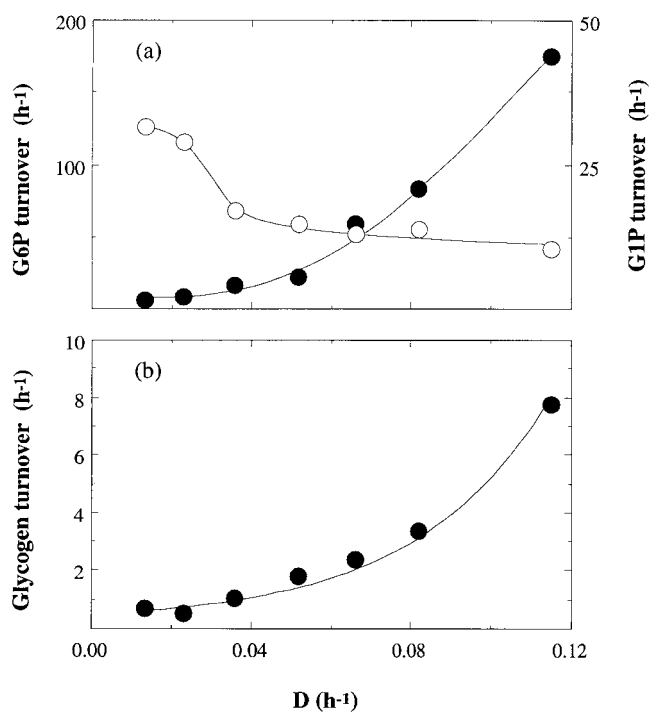 200
50
(a)
G6P turnover (h-1)
G1P turnover (h-1)
100
25
10
(b)
8
Glycogen turnover (h-1)
6
4
2
0.00
0.04
0.08
0.12
D (h-1)